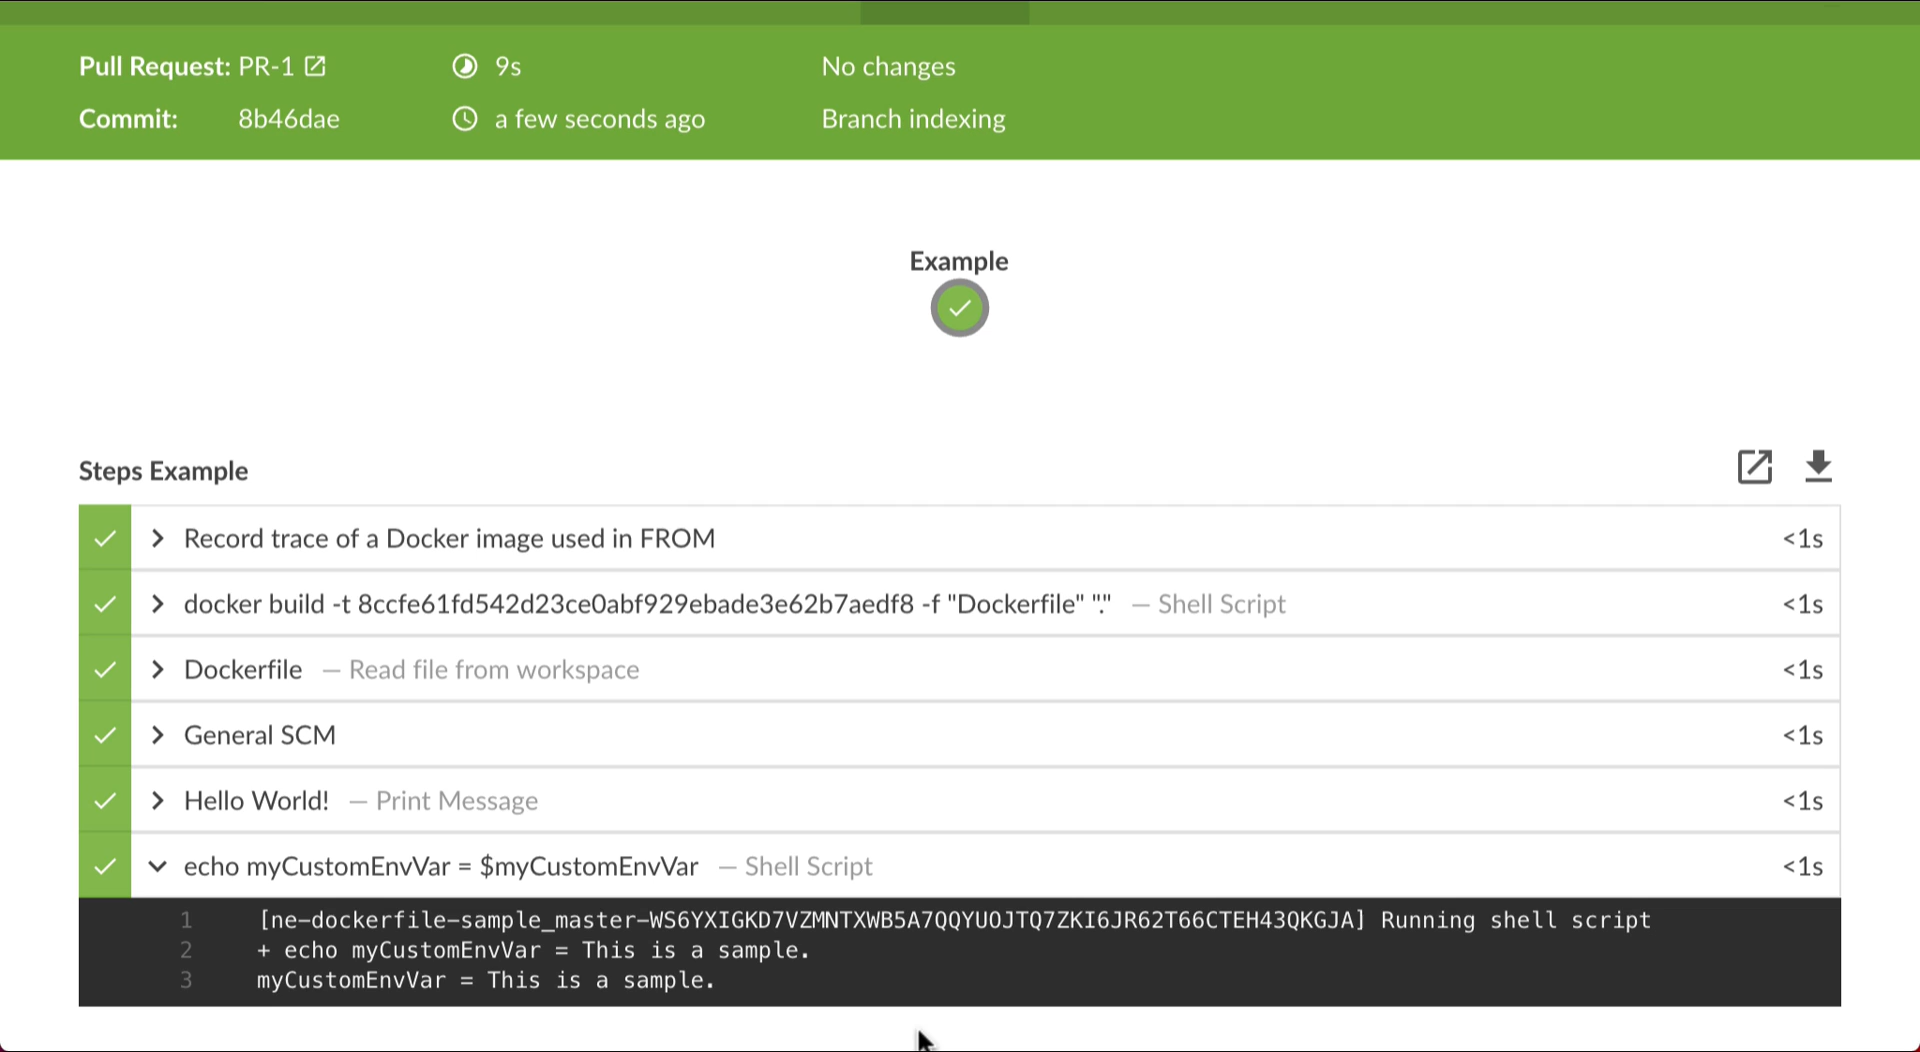 Pull Request: PR-1 9s No changes
Commit: 8b46dae a few seconds ago Branch indexing
Example
Steps Example
Record trace of a Docker image used in FROM <1s
docker build -t 8ccfe61fd542d23ce0abf929ebade3e62b7aedf8 -f "Dockerfile" "." — Shell Script <1s
Dockerfile — Read file from workspace <1s
General SCM <1s
Hello World! — Print Message <1s
echo myCustomEnvVar = $myCustomEnvVar — Shell Script <1s
1 [ne-dockerfile-sample_master-WS6YXIGKD7VZMNTXWB5A7QQYUOJTQ7ZKI6JR62T66CTEH43QKGJA] Running shell script
2 + echo myCustomEnvVar = This is a sample.
3 myCustomEnvVar = This is a sample.